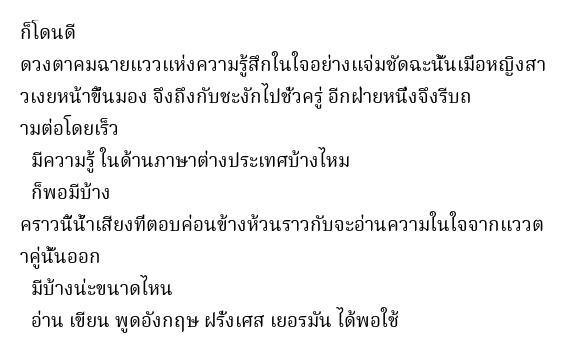 ก็โดนดี
ดวงตาคมฉายแววแห่งความรู้สึกในใจอย่างแจ่มชัดฉะนั้นเมื่อหญิงสา
วเงยหน้าขึ้นมอง จึงถึงกับชะงักไปชั่วครู่ อีกฝ่ายหนึ่งจึงรีบถ
ามต่อโดยเร็ว
มีความรู้ ในด้านภาษาต่างประเทศบ้างไหม
ก็พอมีบ้าง
คราวนี้น้ำเสียงที่ตอบค่อนข้างห้วนราวกับจะอ่านความในใจจากแววต
าคู่นั้นออก
มีบ้างน่ะขนาดไหน
อ่าน เขียน พูดอังกฤษ ฝรั่งเศส เยอรมัน ได้พอใช้